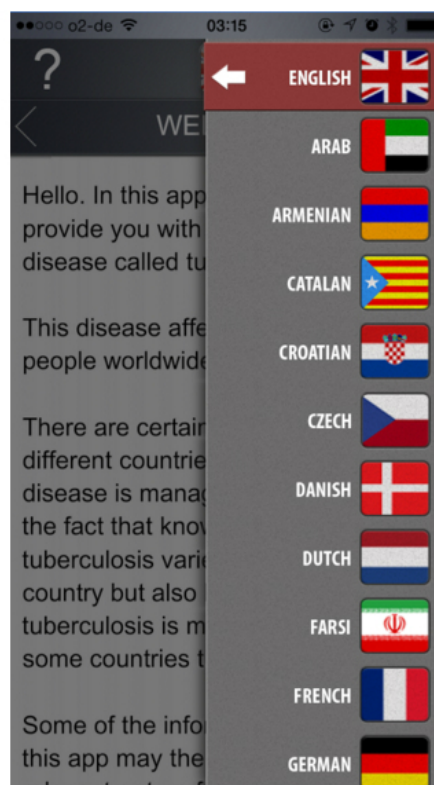 o2-de 03:15
?
WE
ENGLISH
ARAB
ARMENIAN
CATALAN
CROATIAN
CZECH
DANISH
DUTCH
FARSI
FRENCH
GERMAN
Hello. In this app
provide you with
disease called tu
This disease affe
people worldwide
There are certain
different countrie
disease is manag
the fact that know
tuberculosis varie
country but also
tuberculosis is m
some countries t
Some of the infor
this app may the